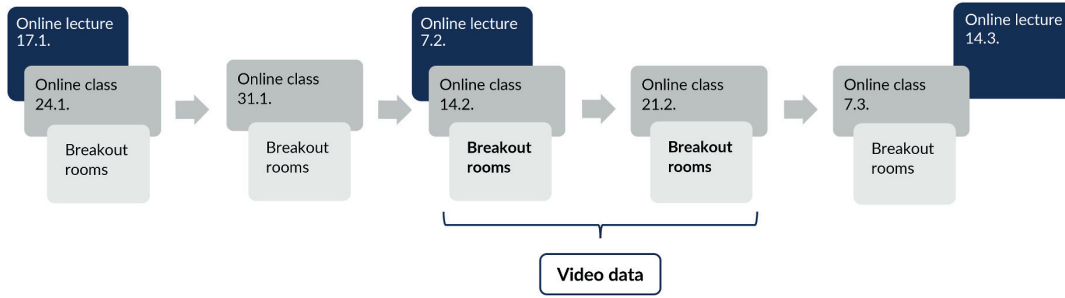 Online lecture
17.1.
Online class
24.1.
Breakout
rooms
Online class
31.1.
Breakout
rooms
Online lecture
7.2.
Online class
14.2.
Breakout
rooms
Online class
21.2.
Breakout
rooms
Online lecture
14.3.
Online class
7.3.
Breakout
rooms
Video data